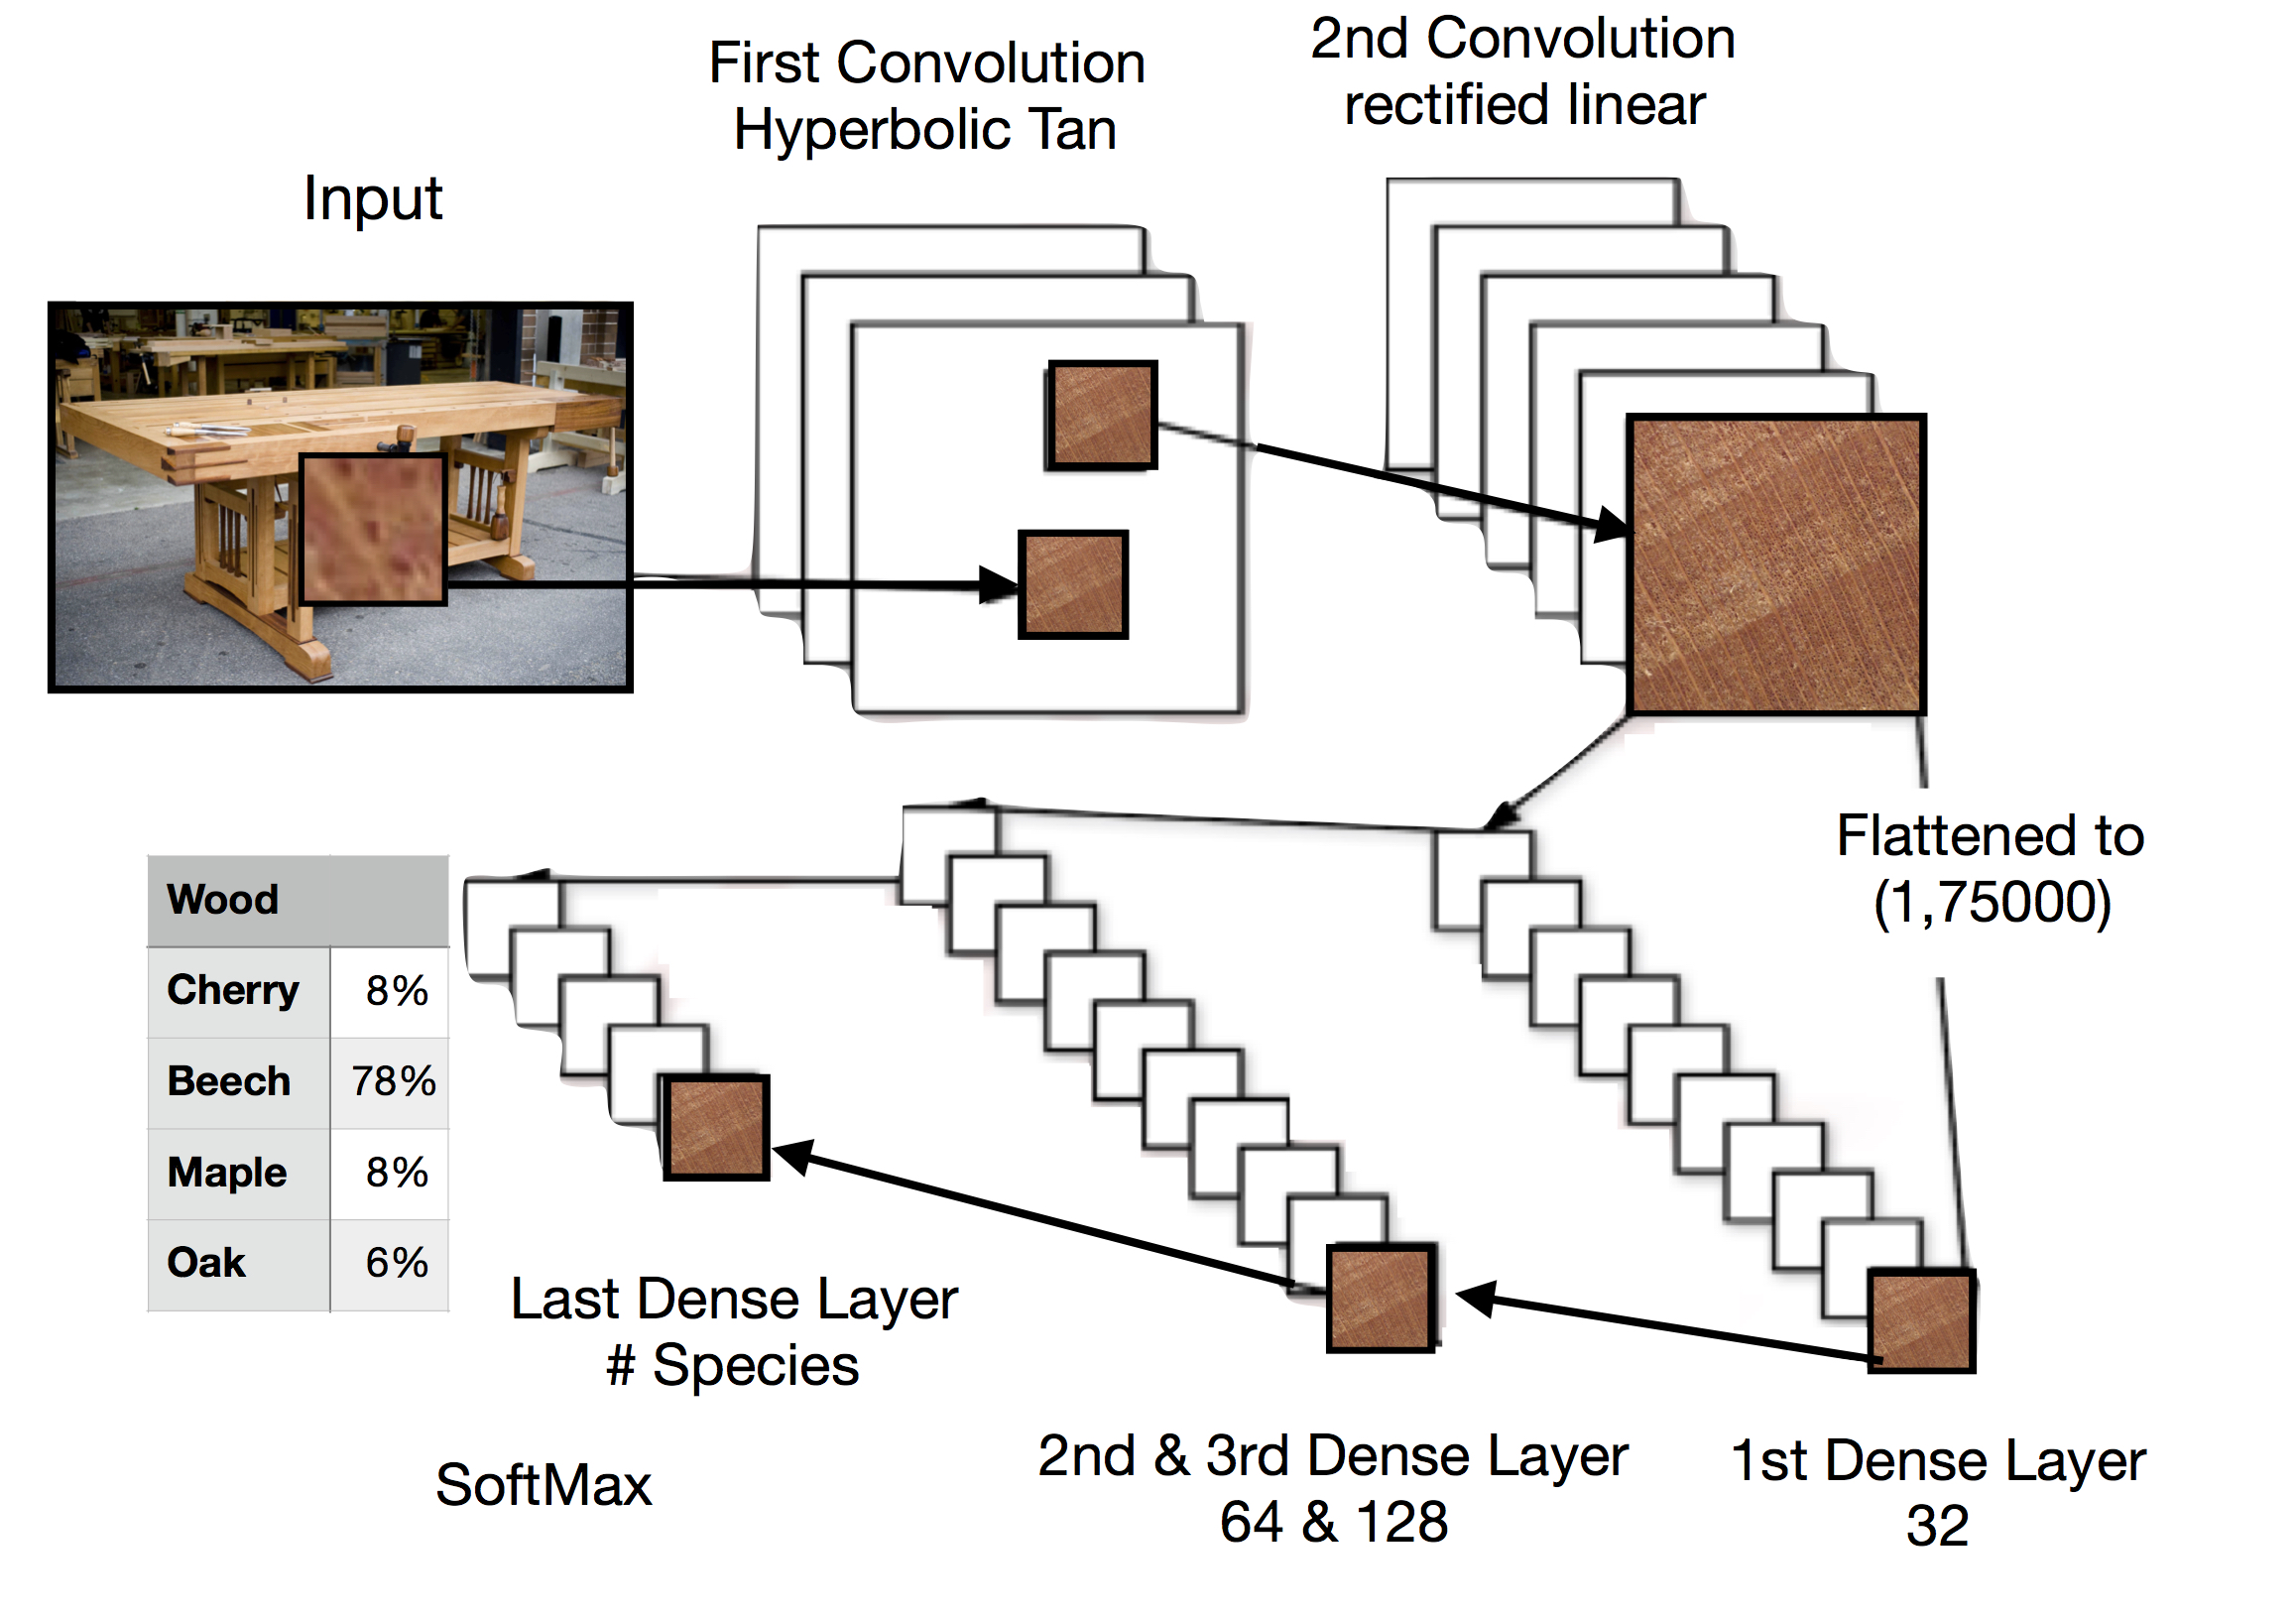 Input
First Convolution
Hyperbolic Tan
2nd Convolution
rectified linear
Flattened to
(1,75000)
1st Dense Layer
32
2nd & 3rd Dense Layer
64 & 128
Last Dense Layer
# Species
SoftMax
Wood
Cherry 8%
Beech 78%
Maple 8%
Oak 6%